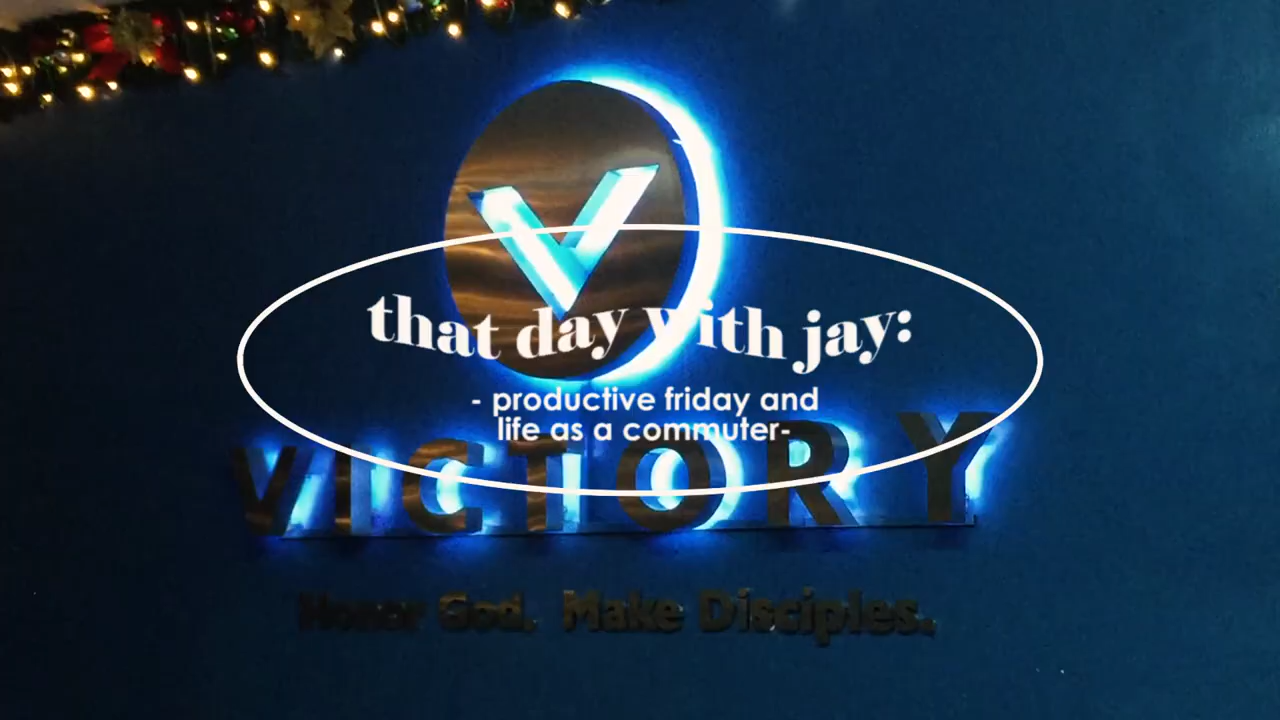 V
that day with jay:
- productive friday and
life as a commuter-
VICTORY
Honor God. Make Disciples.